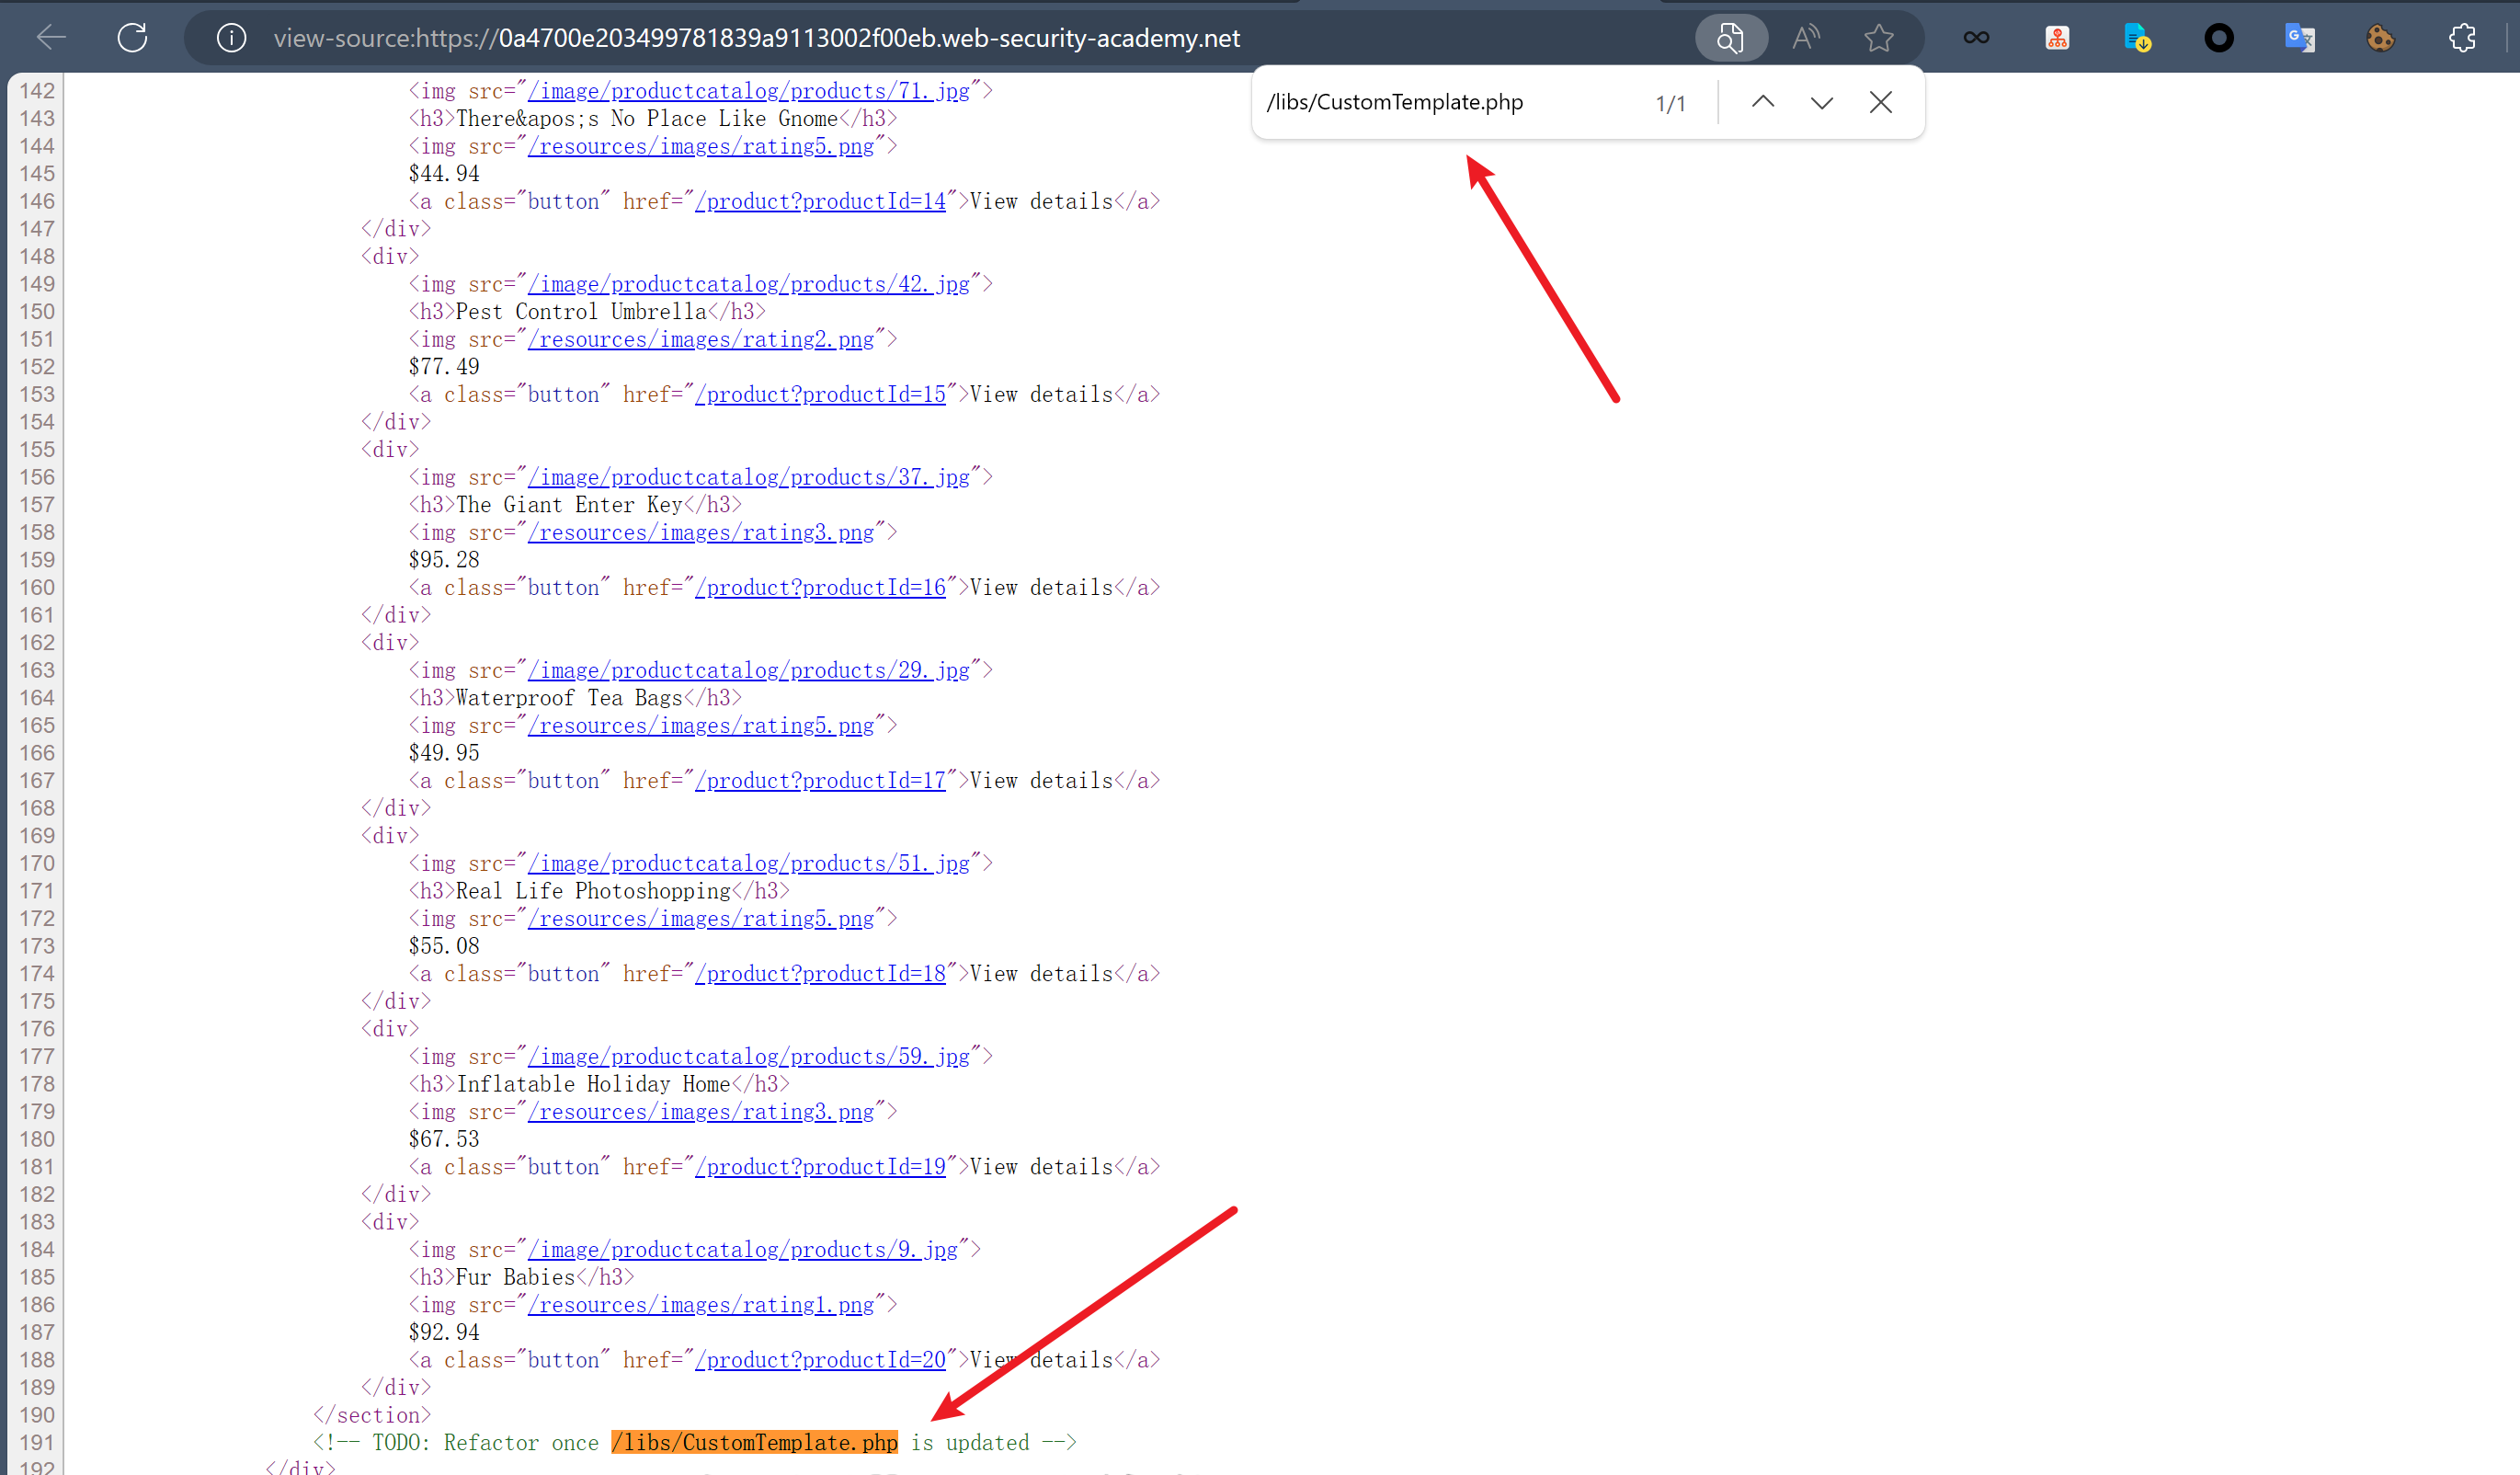 view-source:https://0a4700e203499781839a9113002f00eb.web-security-academy.net
/libs/CustomTemplate.php 1/1
142 <img src="/image/productcatalog/products/71.jpg">
143 <h3>There&apos;s No Place Like Gnome</h3>
144 <img src="/resources/images/rating5.png">
145 $44.94
146 <a class="button" href="/product?productId=14">View details</a>
147 </div>
148 <div>
149 <img src="/image/productcatalog/products/42.jpg">
150 <h3>Pest Control Umbrella</h3>
151 <img src="/resources/images/rating2.png">
152 $77.49
153 <a class="button" href="/product?productId=15">View details</a>
154 </div>
155 <div>
156 <img src="/image/productcatalog/products/37.jpg">
157 <h3>The Giant Enter Key</h3>
158 <img src="/resources/images/rating3.png">
159 $95.28
160 <a class="button" href="/product?productId=16">View details</a>
161 </div>
162 <div>
163 <img src="/image/productcatalog/products/29.jpg">
164 <h3>Waterproof Tea Bags</h3>
165 <img src="/resources/images/rating5.png">
166 $49.95
167 <a class="button" href="/product?productId=17">View details</a>
168 </div>
169 <div>
170 <img src="/image/productcatalog/products/51.jpg">
171 <h3>Real Life Photoshopping</h3>
172 <img src="/resources/images/rating5.png">
173 $55.08
174 <a class="button" href="/product?productId=18">View details</a>
175 </div>
176 <div>
177 <img src="/image/productcatalog/products/59.jpg">
178 <h3>Inflatable Holiday Home</h3>
179 <img src="/resources/images/rating3.png">
180 $67.53
181 <a class="button" href="/product?productId=19">View details</a>
182 </div>
183 <div>
184 <img src="/image/productcatalog/products/9.jpg">
185 <h3>Fur Babies</h3>
186 <img src="/resources/images/rating1.png">
187 $92.94
188 <a class="button" href="/product?productId=20">View details</a>
189 </div>
190 </section>
191 <!-- TODO: Refactor once /libs/CustomTemplate.php is updated -->
192 </div>